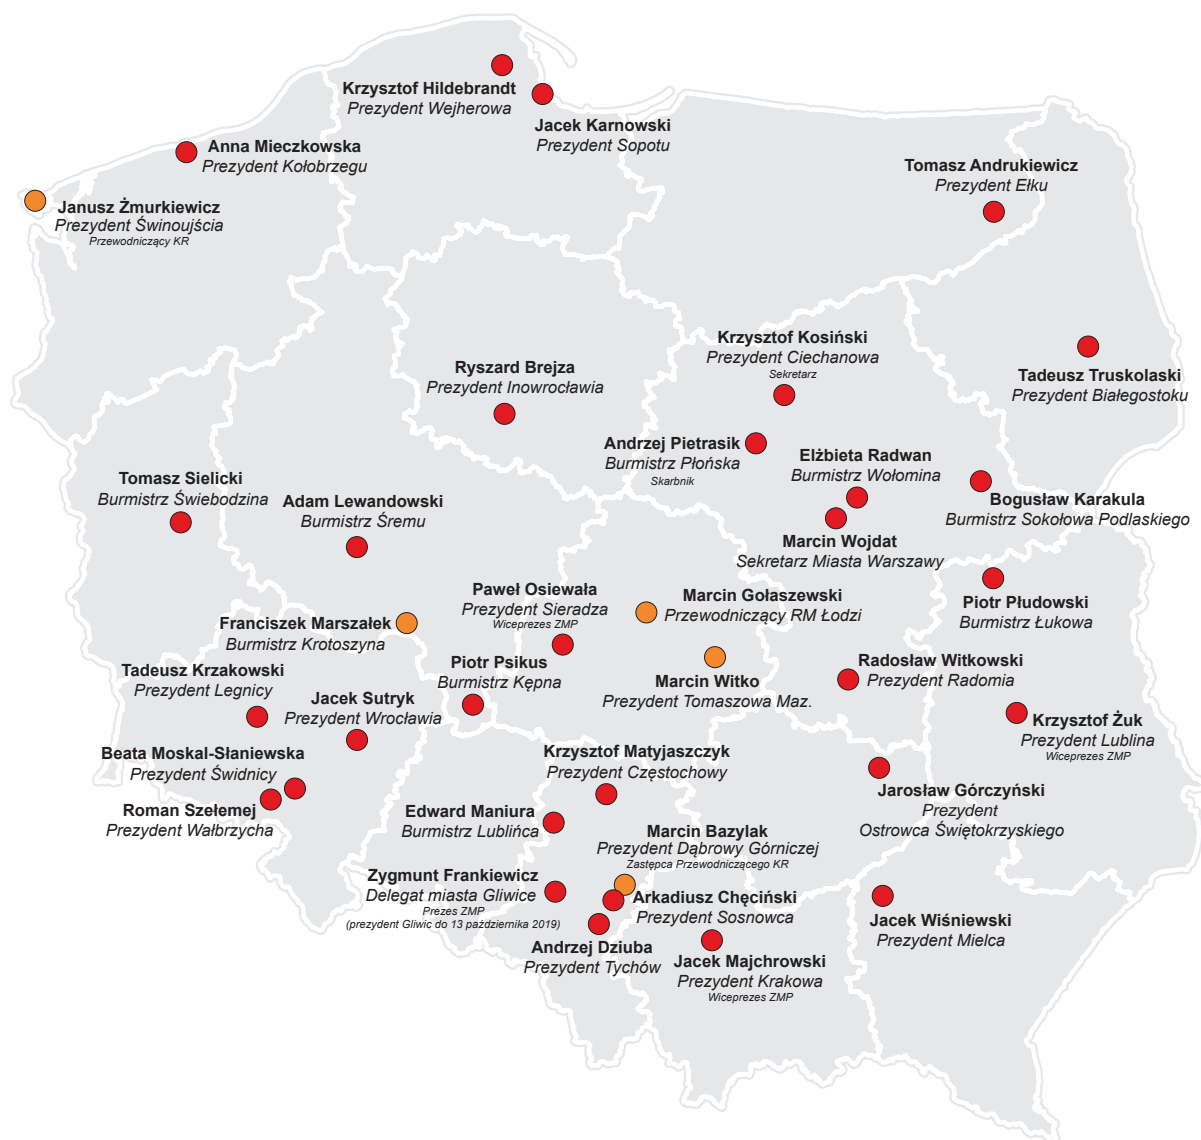 Krzysztof Hildebrandt
Prezydent Wejherowa
Jacek Karnowski
Prezydent Sopotu
Anna Mieczkowska
Prezydent Kołobrzegu
Tomasz Andrukiewicz
Prezydent Ełku
Janusz Żmurkiewicz
Prezydent Świnoujścia
Przewodniczący KR
Krzysztof Kosiński
Prezydent Ciechanowa
Sekretarz
Ryszard Brejza
Prezydent Inowrocławia
Tadeusz Truskolaski
Prezydent Białegostoku
Andrzej Pietrasik
Burmistrz Płońska
Skarbnik
Elżbieta Radwan
Burmistrz Wołomina
Tomasz Sielicki
Burmistrz Świebodzina
Adam Lewandowski
Burmistrz Śremu
Bogusław Karakula
Burmistrz Sokołowa Podlaskiego
Marcin Wojdat
Sekretarz Miasta Warszawy
Paweł Osiewała
Prezydent Sieradza
Wiceprezes ZMP
Marcin Gołaszewski
Przewodniczący RM Łodzi
Piotr Płudowski
Burmistrz Łukowa
Franciszek Marszałek
Burmistrz Krotoszyna
Tadeusz Krzakowski
Prezydent Legnicy
Piotr Psikus
Burmistrz Kępna
Marcin Witko
Prezydent Tomaszowa Maz.
Radosław Witkowski
Prezydent Radomia
Jacek Sutryk
Prezydent Wrocławia
Krzysztof Żuk
Prezydent Lublina
Wiceprezes ZMP
Beata Moskal-Słaniewska
Prezydent Świdnicy
Krzysztof Matyjaszczyk
Prezydent Częstochowy
Jarosław Górczyński
Prezydent
Ostrowca Świętokrzyskiego
Roman Szełemej
Prezydent Wałbrzycha
Edward Maniura
Burmistrz Lublińca
Marcin Bazylak
Prezydent Dąbrowy Górniczej
Zastępca Przewodniczącego KR
Zygmunt Frankiewicz
Delegat miasta Gliwice
Prezes ZMP
(prezydent Gliwic do 13 października 2019)
Arkadiusz Chęciński
Prezydent Sosnowca
Jacek Wiśniewski
Prezydent Mielca
Andrzej Dziuba
Prezydent Tychów
Jacek Majchrowski
Prezydent Krakowa
Wiceprezes ZMP